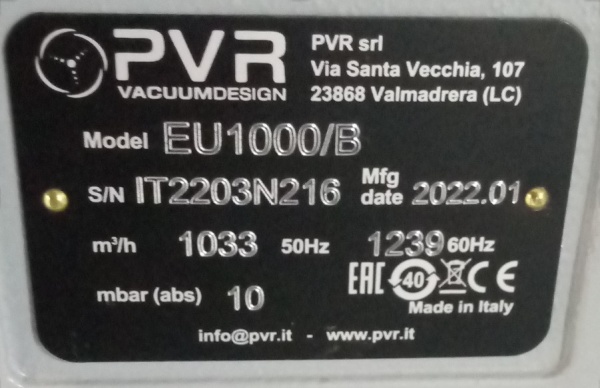 PVR
VACUUMDESIGN
PVR srl
Via Santa Vecchia, 107
23868 Valmadrera (LC)
Model EU1000/B
S/N IT2203N216 Mfg date 2022.01
m³/h 1033 50Hz 1239 60Hz
mbar (abs) 10
EAC 40 CE
Made in Italy
info@pvr.it - www.pvr.it